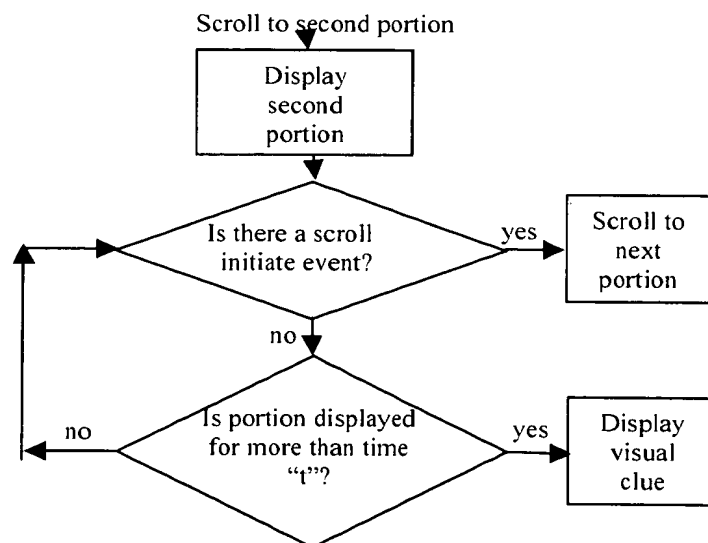 Scroll to second portion
Display
second
portion
Is there a scroll
initiate event?
yes
Scroll to
next
portion
no
Is portion displayed
for more than time
“t”?
no
yes
Display
visual
clue